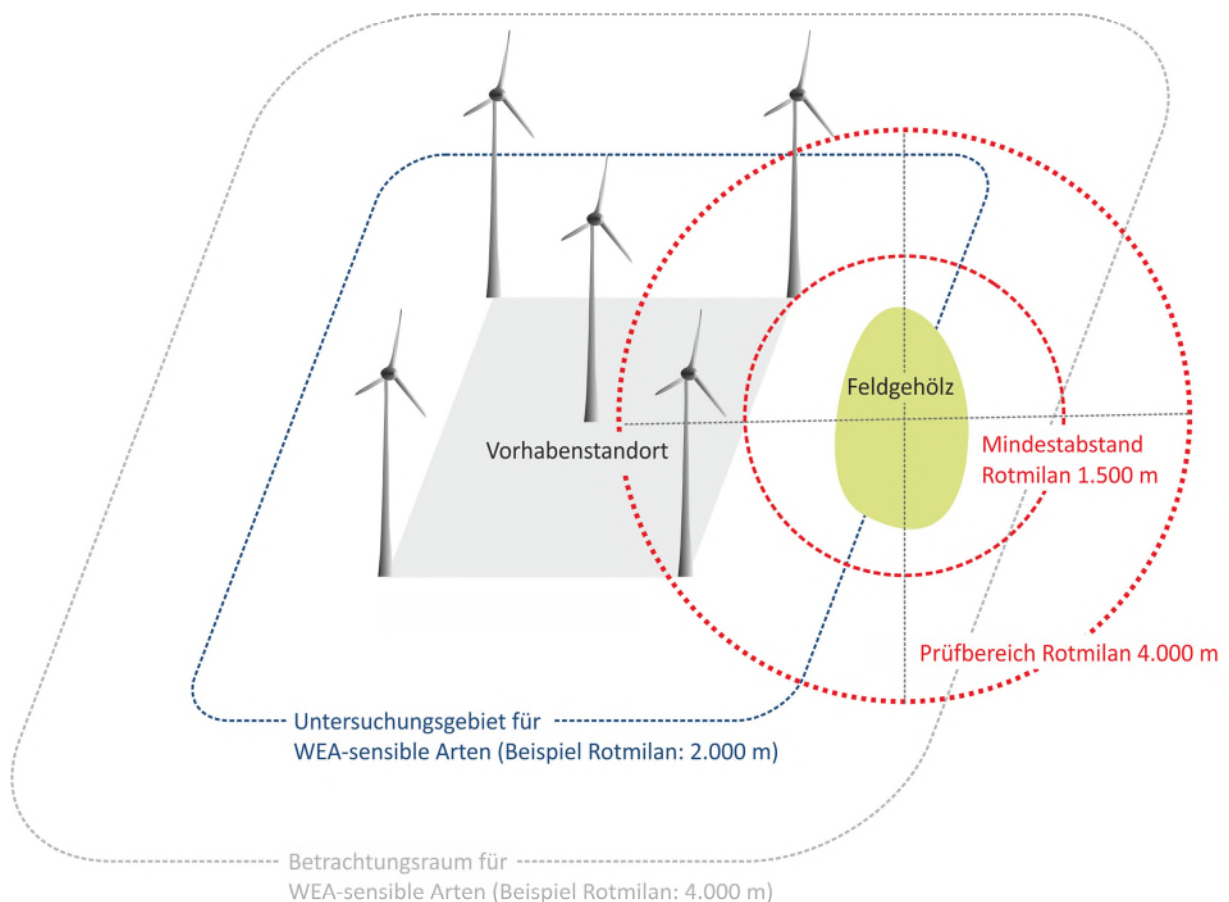 Feldgehölz
Vorhabenstandort
Mindestabstand
Rotmilan 1.500 m
Prüfbereich Rotmilan 4.000 m
Untersuchungsgebiet für
WEA-sensible Arten (Beispiel Rotmilan: 2.000 m)
Betrachtungsraum für
WEA-sensible Arten (Beispiel Rotmilan: 4.000 m)